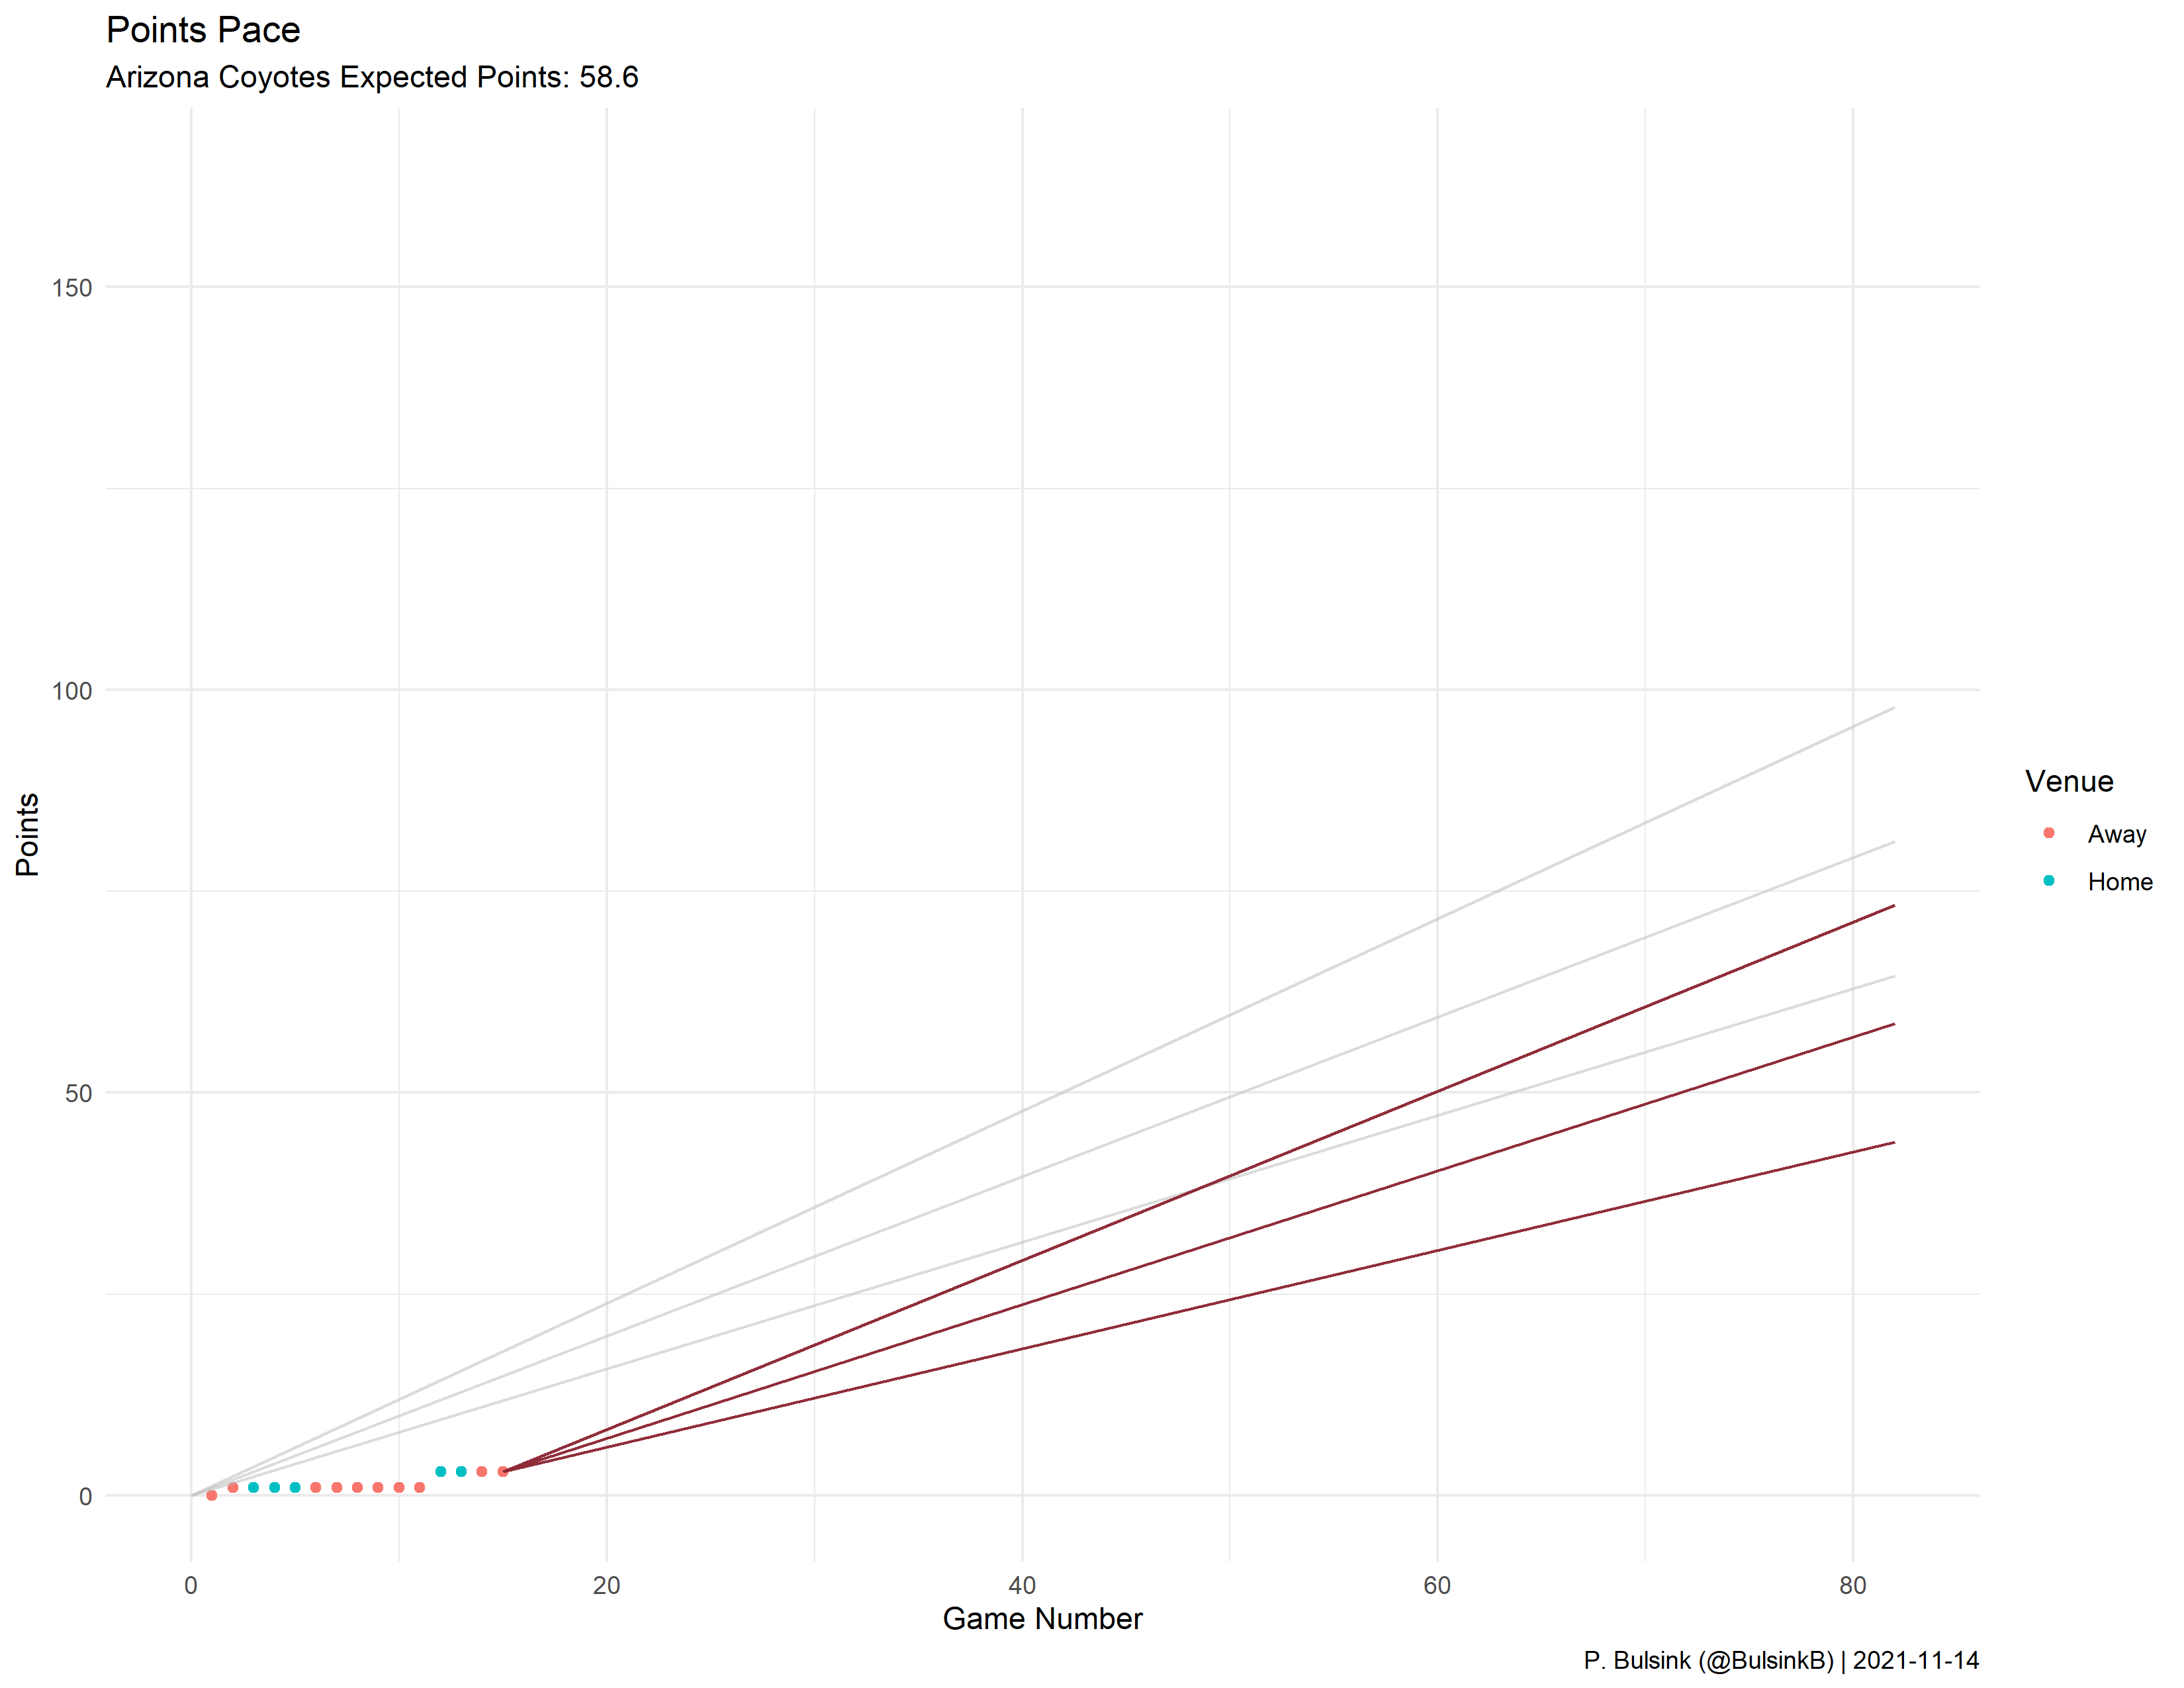 Points Pace
Arizona Coyotes Expected Points: 58.6
150
100
50
0
Points
0 20 40 60 80
Game Number
Venue
Away
Home
P. Bulsink (@BulsinkB) | 2021-11-14